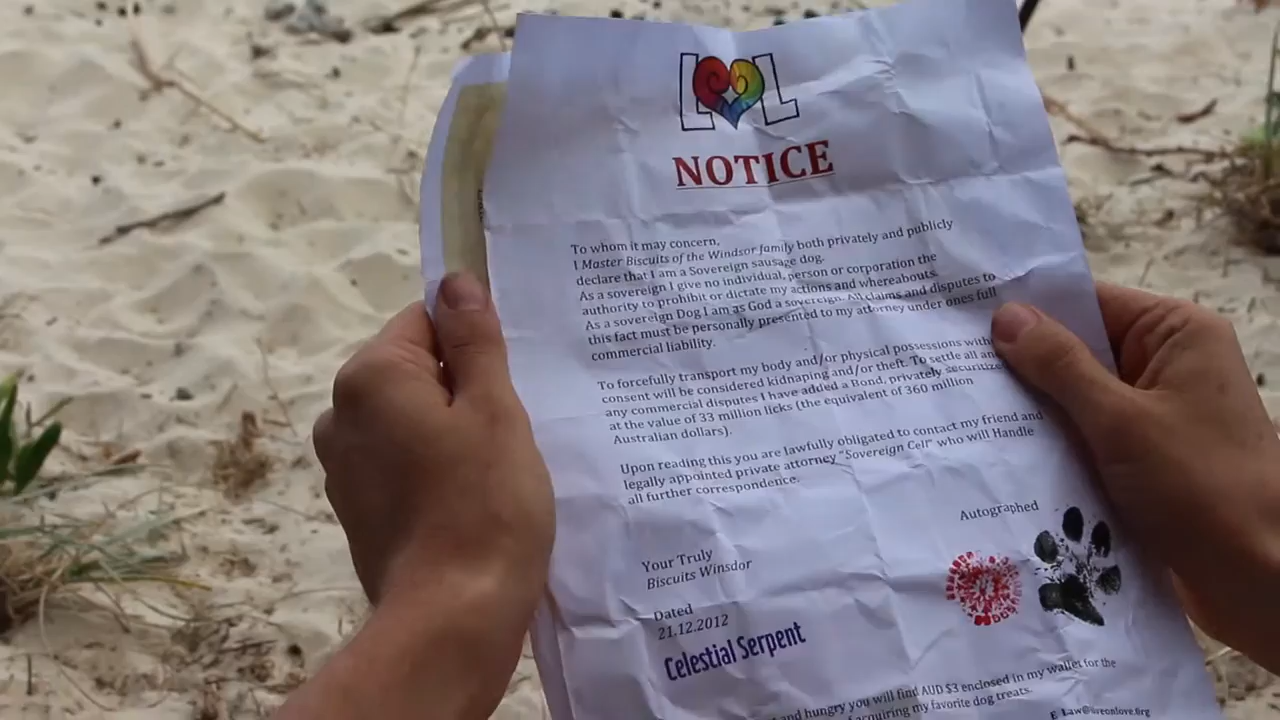 LOL
NOTICE
To whom it may concern,
I Master Biscuits of the Windsor family both privately and publicly
declare that I am a Sovereign sausage dog.
As a sovereign I give no individual, person or corporation the
authority to prohibit or dictate my actions and whereabouts.
As a sovereign Dog I am as God a sovereign. All claims and disputes to
this fact must be personally presented to my attorney under ones full
commercial liability.
To forcefully transport my body and/or physical possessions with
consent will be considered kidnaping and/or theft. To settle all an
any commercial disputes I have added a Bond, privately securitize
at the value of 33 million licks (the equivalent of 360 million
Australian dollars).
Upon reading this you are lawfully obligated to contact my friend and
legally appointed private attorney "Sovereign Cell" who will Handle
all further correspondence.
Autographed
Your Truly
Biscuits Winsdor
Dated
21.12.2012
Celestial Serpent
and hungry you will find AUD $3 enclosed in my wallet for the
acquiring my favorite dog treats.